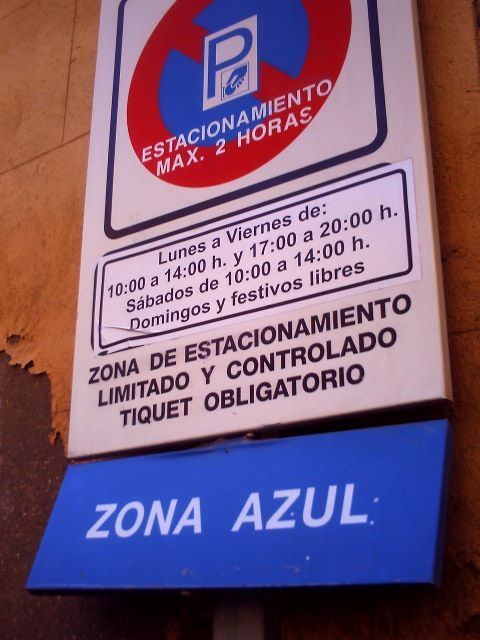 P
ESTACIONAMIENTO
MAX. 2 HORAS
Lunes a Viernes de:
10:00 a 14:00 h. y 17:00 a 20:00 h.
Sábados de 10:00 a 14:00 h.
Domingos y festivos libres
ZONA DE ESTACIONAMIENTO
LIMITADO Y CONTROLADO
TIQUET OBLIGATORIO
ZONA AZUL